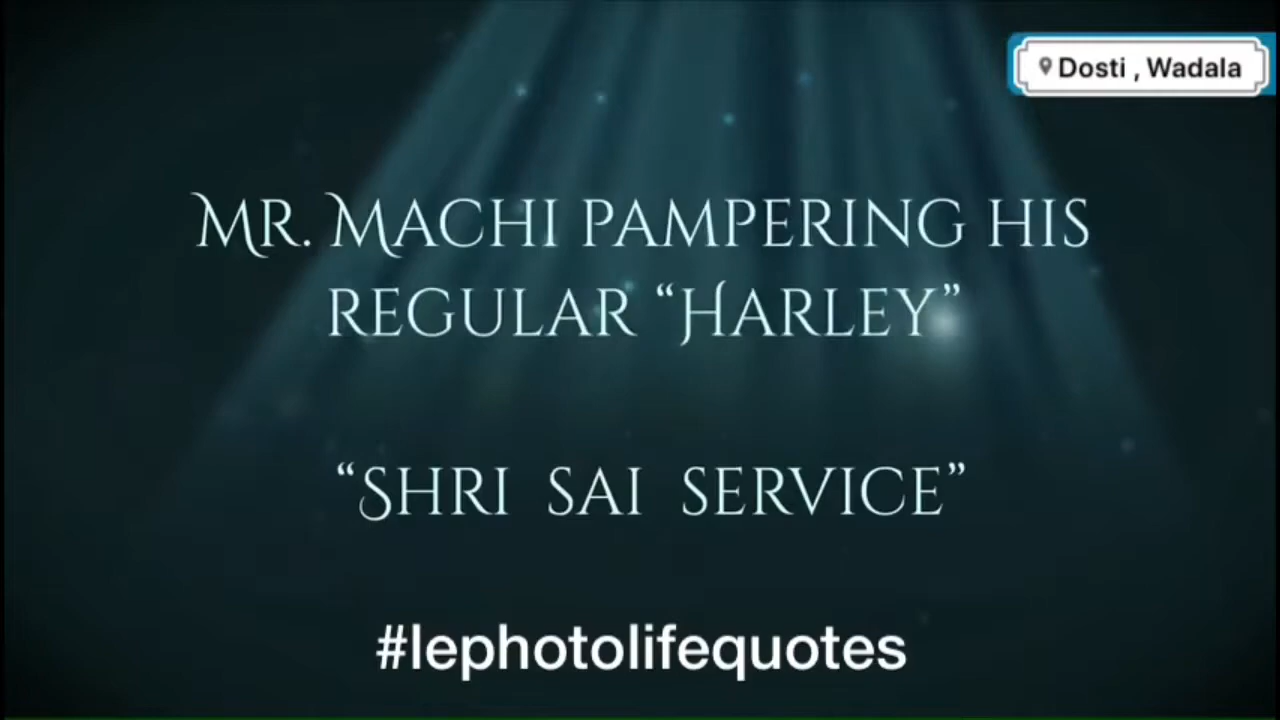 Dosti , Wadala
Mr. Machi pampering his
regular “Harley”
“Shri sai service”
#lephotolifequotes